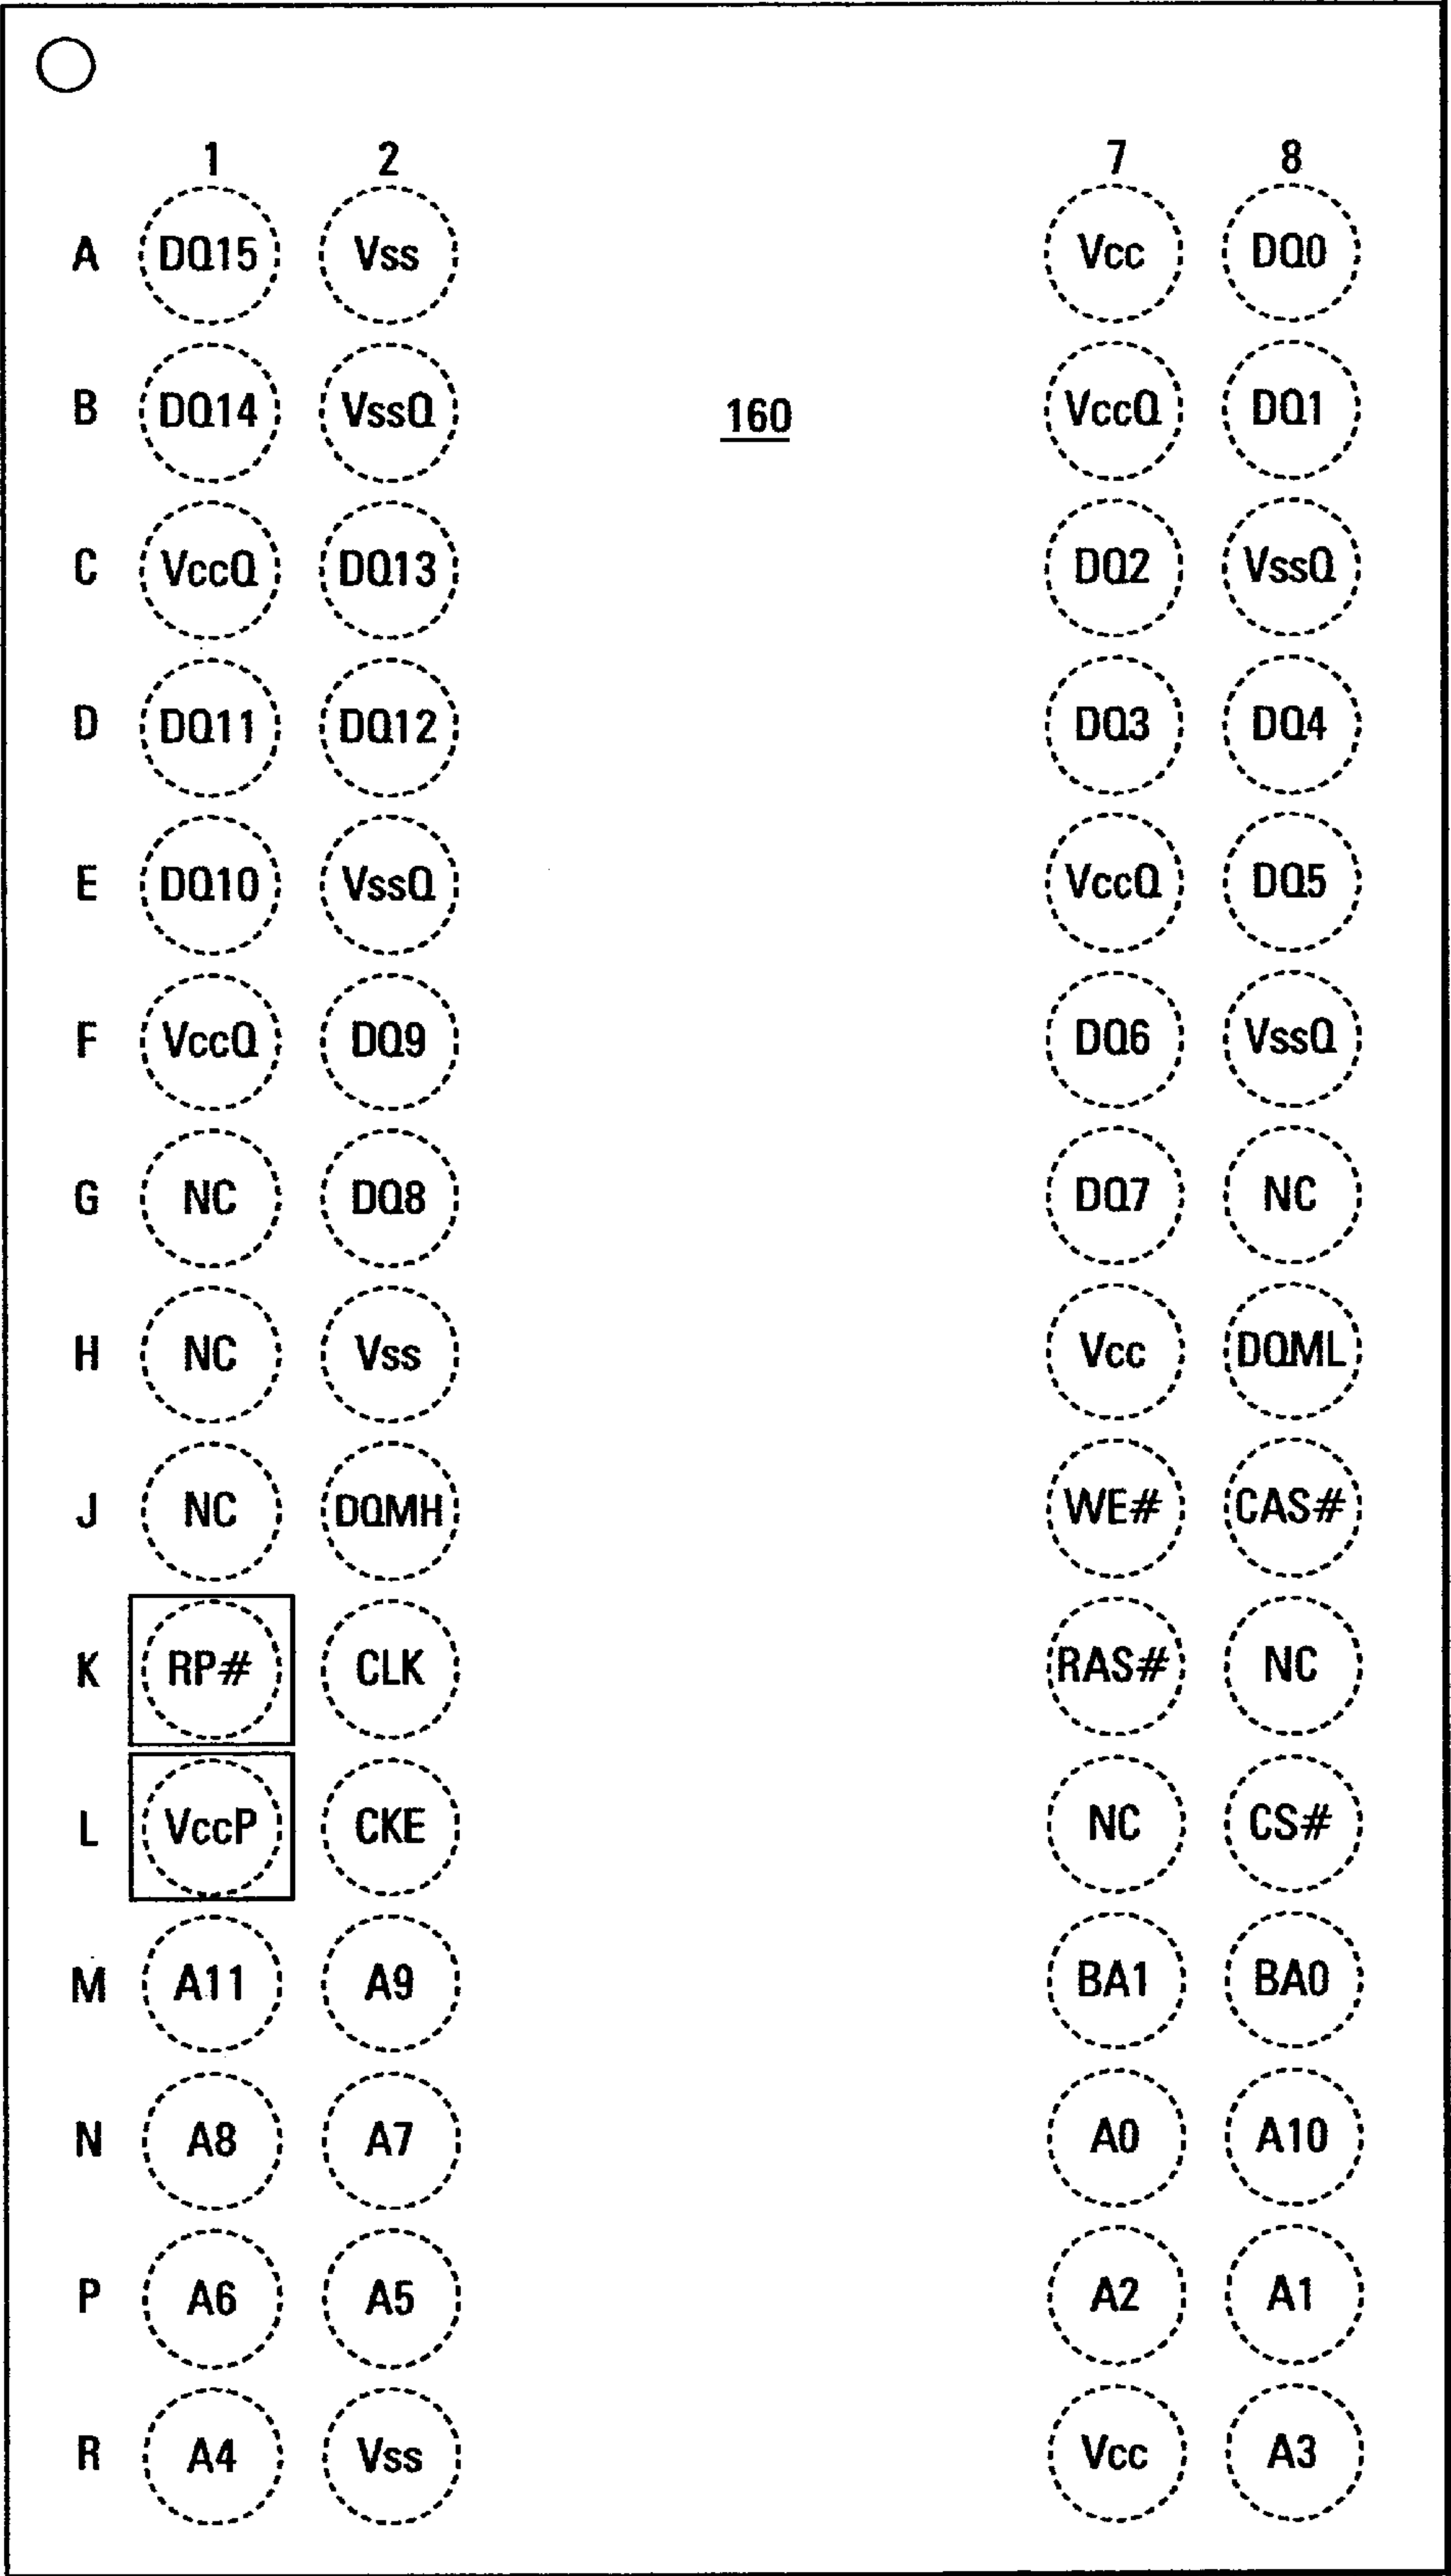 1 2 7 8
A DQ15 Vss Vcc DQ0
B DQ14 VssQ 160 VccQ DQ1
C VccQ DQ13 DQ2 VssQ
D DQ11 DQ12 DQ3 DQ4
E DQ10 VssQ VccQ DQ5
F VccQ DQ9 DQ6 VssQ
G NC DQ8 DQ7 NC
H NC Vss Vcc DQML
J NC DQMH WE# CAS#
K RP# CLK RAS# NC
L VccP CKE NC CS#
M A11 A9 BA1 BA0
N A8 A7 A0 A10
P A6 A5 A2 A1
R A4 Vss Vcc A3